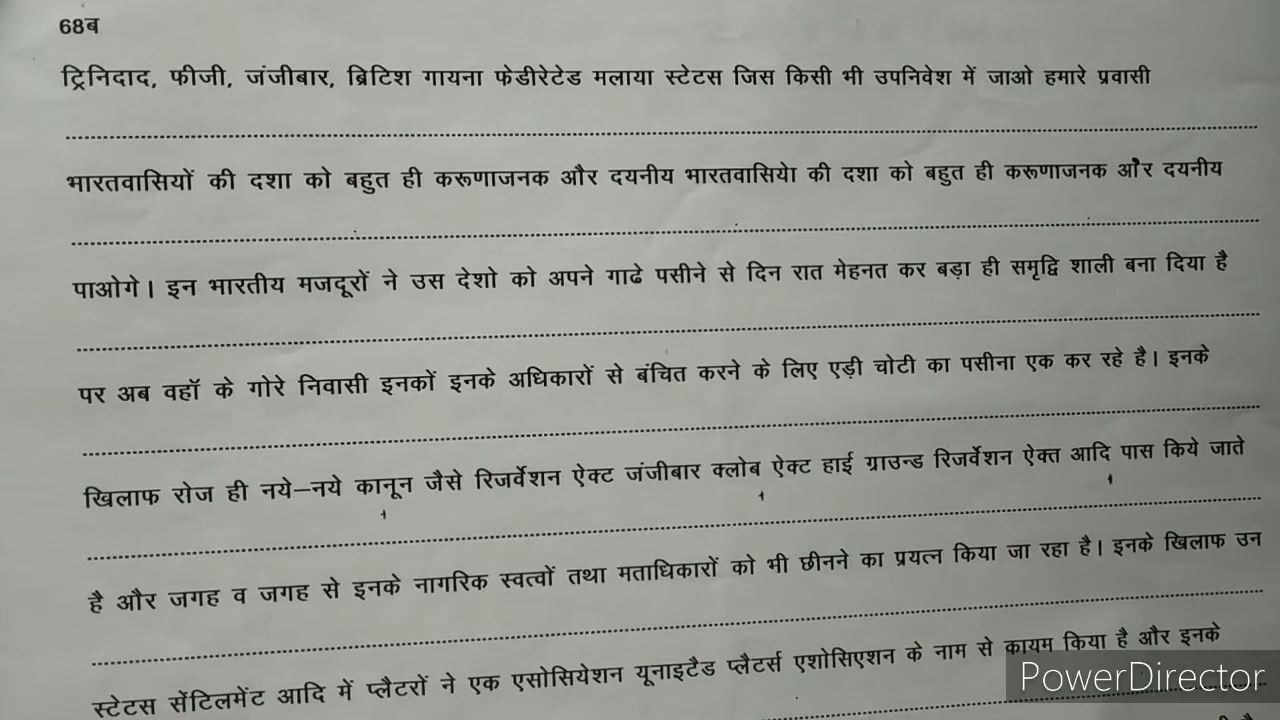 68ब
ट्रिनिदाद, फीजी, जंजीबार, ब्रिटिश गायना फेडीरेटेड मलाया स्टेटस जिस किसी भी उपनिवेश में जाओ हमारे प्रवासी
भारतवासियों की दशा को बहुत ही करूणाजनक और दयनीय भारतवासियेा की दशा को बहुत ही करूणाजनक और दयनीय
पाओगे। इन भारतीय मजदूरों ने उस देशो को अपने गाढे पसीने से दिन रात मेहनत कर बड़ा ही समृद्वि शाली बना दिया है
पर अब वहॉ के गोरे निवासी इनकों इनके अधिकारों से बंचित करने के लिए एड़ी चोटी का पसीना एक कर रहे है। इनके
खिलाफ रोज ही नये–नये कानून जैसे रिजर्वेशन ऐक्ट जंजीबार क्लोब ऐक्ट हाई ग्राउन्ड रिजर्वेशन ऐक्त आदि पास किये जाते
है और जगह व जगह से इनके नागरिक स्वत्वों तथा मताधिकारों को भी छीनने का प्रयत्न किया जा रहा है। इनके खिलाफ उन
स्टेटस सेंटिलमेंट आदि में प्लैटरों ने एक एसोसियेशन यूनाइटैड प्लैटर्स एशोसिएशन के नाम से कायम किया है और इनके
PowerDirector